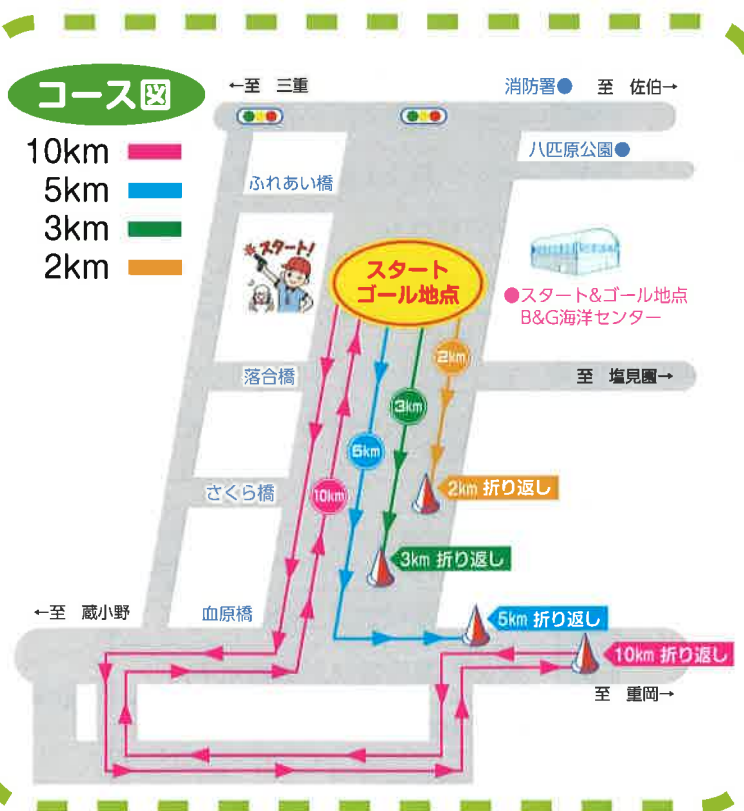 コース図
10km
5km
3km
2km
←至 三重
消防署●
至 佐伯→
八匹原公園●
ふれあい橋
スタート!
スタート
ゴール地点
●スタート&ゴール地点
B&G海洋センター
2km
落合橋
至 塩見園→
3km
5km
さくら橋
10km
2km 折り返し
3km 折り返し
←至 蔵小野
血原橋
5km 折り返し
10km 折り返し
至 重岡→